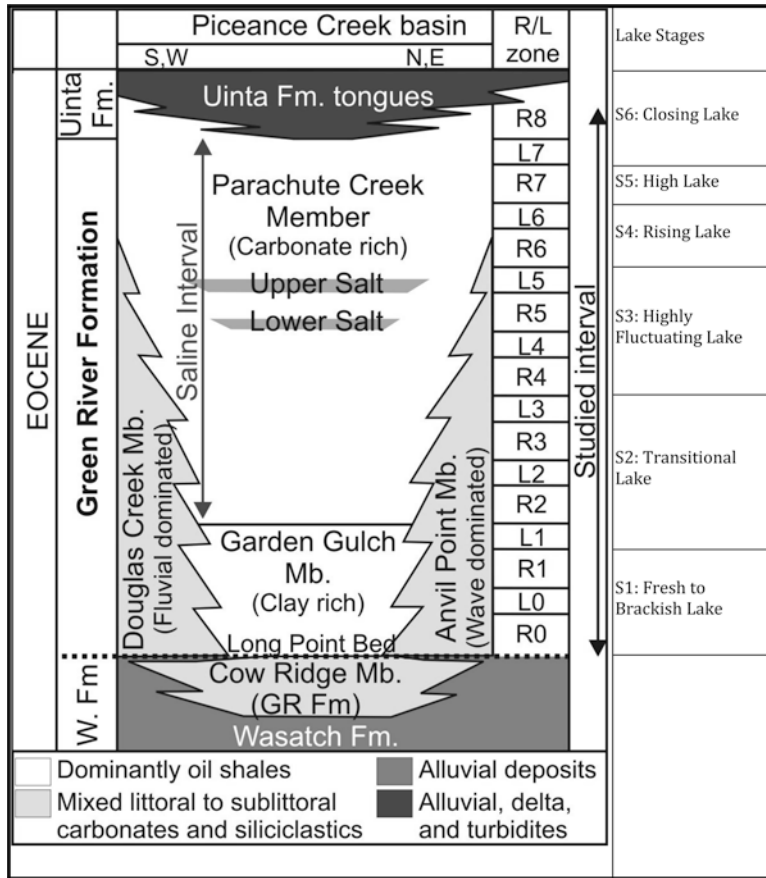 Piceance Creek basin
S,W
N,E
R/L
zone
Lake Stages
EOCENE
Uinta
Fm.
Green River Formation
W. Fm
Uinta Fm. tongues
Saline Interval
Parachute Creek
Member
(Carbonate rich)
Upper Salt
Lower Salt
Douglas Creek Mb.
(Fluvial dominated)
Garden Gulch
Mb.
(Clay rich)
Long Point Bed
Anvil Point Mb.
(Wave dominated)
Cow Ridge Mb.
(GR Fm)
Wasatch Fm.
R8
L7
R7
L6
R6
L5
R5
L4
R4
L3
R3
L2
R2
L1
R1
L0
R0
Studied interval
S6: Closing Lake
S5: High Lake
S4: Rising Lake
S3: Highly
Fluctuating Lake
S2: Transitional
Lake
S1: Fresh to
Brackish Lake
Dominantly oil shales
Mixed littoral to sublittoral
carbonates and siliciclastics
Alluvial deposits
Alluvial, delta,
and turbidites